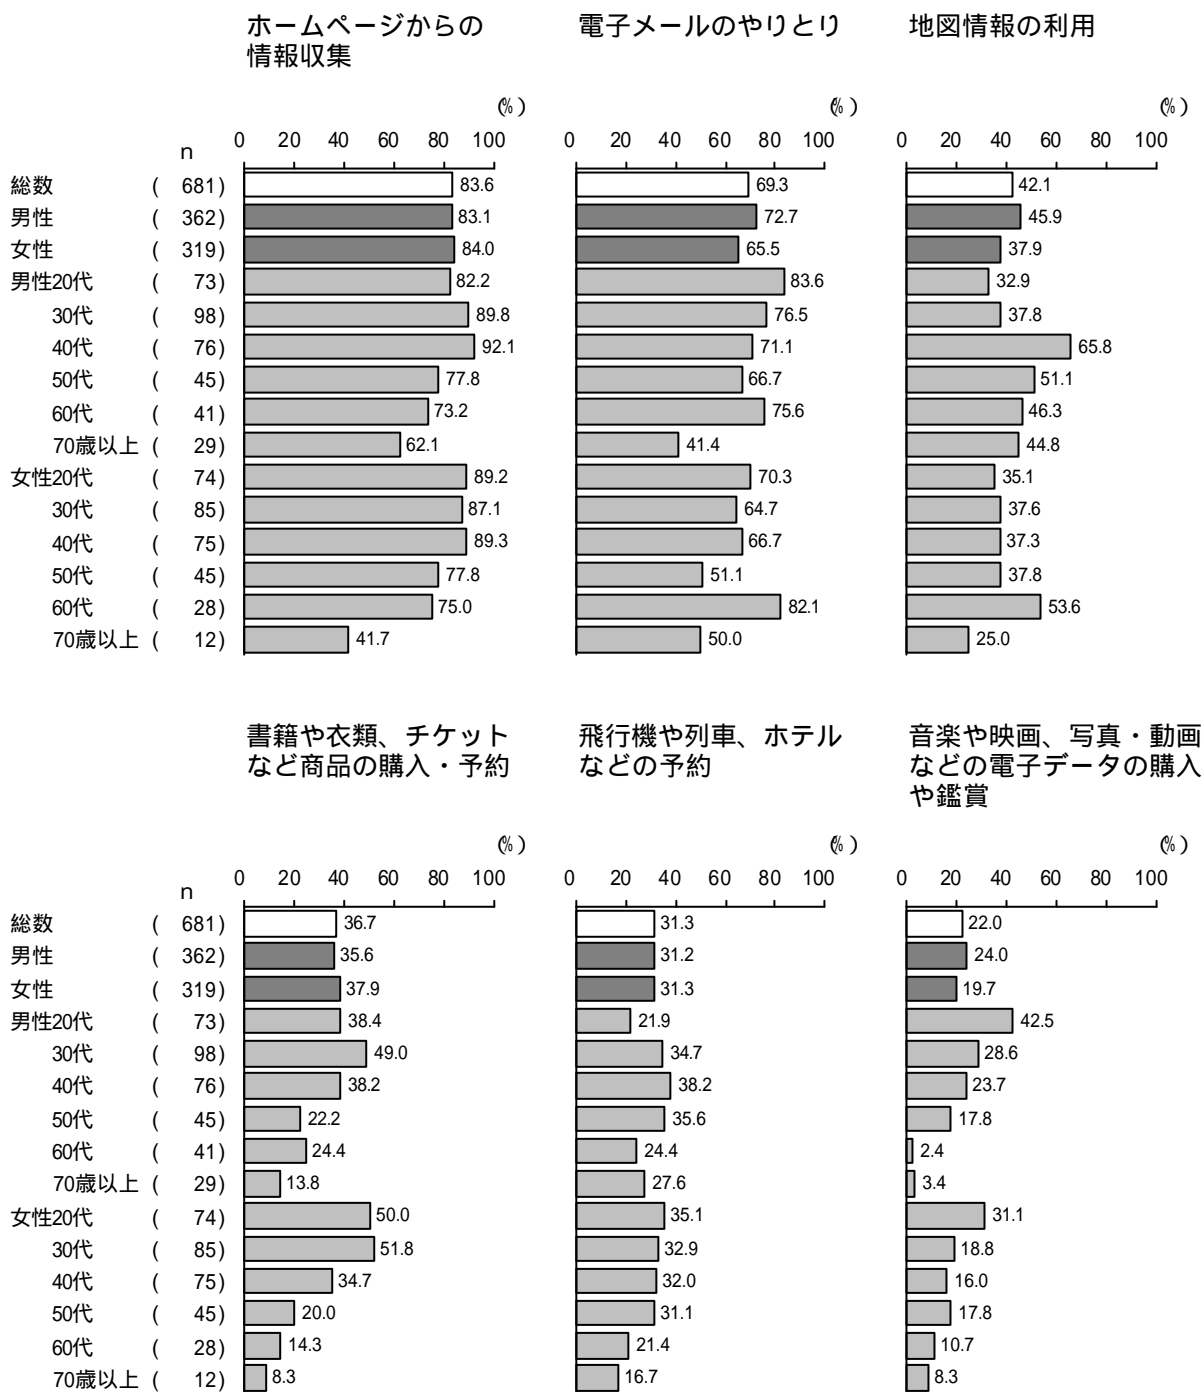 ホームページからの 電子メールのやりとり 地図情報の利用
情報収集
(%) (%) (%)
0 20 40 60 80 100 0 20 40 60 80 100 0 20 40 60 80 100
n
総数 ( 681) 83.6 69.3 42.1
男性 ( 362) 83.1 72.7 45.9
女性 ( 319) 84.0 65.5 37.9
男性20代 ( 73) 82.2 83.6 32.9
30代 ( 98) 89.8 76.5 37.8
40代 ( 76) 92.1 71.1 65.8
50代 ( 45) 77.8 66.7 51.1
60代 ( 41) 73.2 75.6 46.3
70歳以上 ( 29) 62.1 41.4 44.8
女性20代 ( 74) 89.2 70.3 35.1
30代 ( 85) 87.1 64.7 37.6
40代 ( 75) 89.3 66.7 37.3
50代 ( 45) 77.8 51.1 37.8
60代 ( 28) 75.0 82.1 53.6
70歳以上 ( 12) 41.7 50.0 25.0
書籍や衣類、チケット 飛行機や列車、ホテル 音楽や映画、写真・動画
など商品の購入・予約 などの予約 などの電子データの購入
や鑑賞
(%) (%) (%)
0 20 40 60 80 100 0 20 40 60 80 100 0 20 40 60 80 100
n
総数 ( 681) 36.7 31.3 22.0
男性 ( 362) 35.6 31.2 24.0
女性 ( 319) 37.9 31.3 19.7
男性20代 ( 73) 38.4 21.9 42.5
30代 ( 98) 49.0 34.7 28.6
40代 ( 76) 38.2 38.2 23.7
50代 ( 45) 22.2 35.6 17.8
60代 ( 41) 24.4 24.4 2.4
70歳以上 ( 29) 13.8 27.6 3.4
女性20代 ( 74) 50.0 35.1 31.1
30代 ( 85) 51.8 32.9 18.8
40代 ( 75) 34.7 32.0 16.0
50代 ( 45) 20.0 31.1 17.8
60代 ( 28) 14.3 21.4 10.7
70歳以上 ( 12) 8.3 16.7 8.3